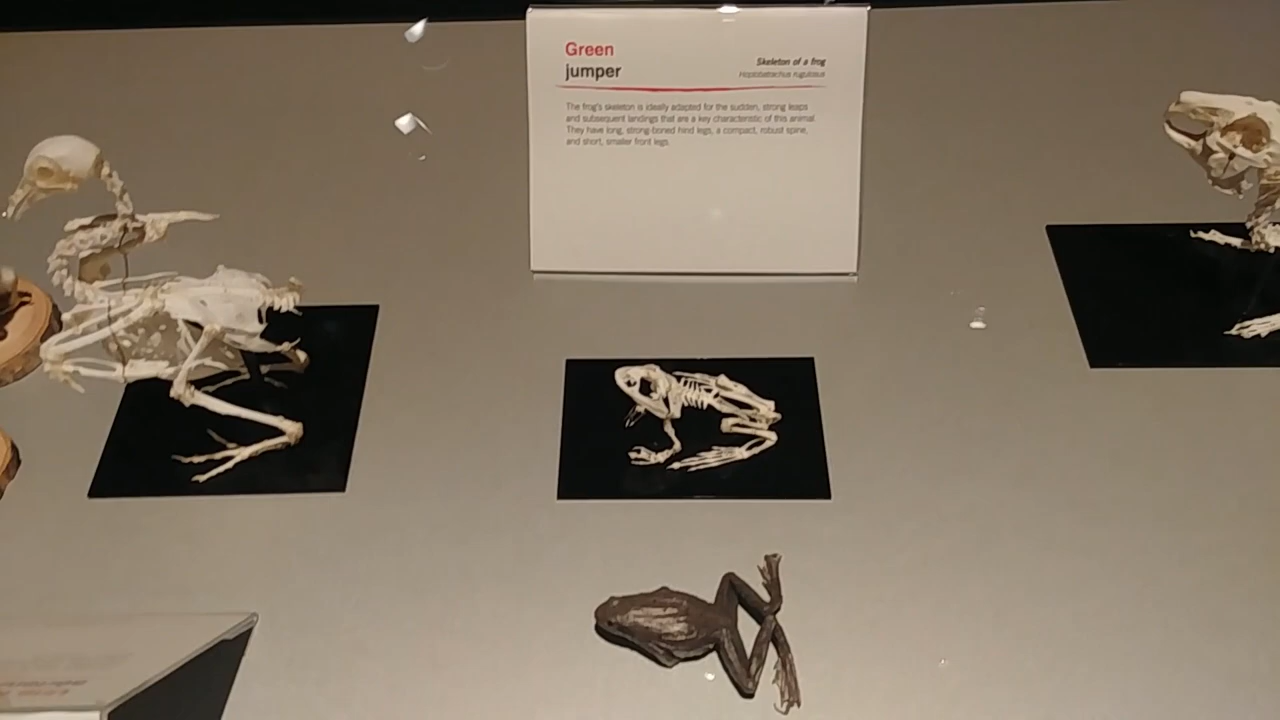 Green
jumper
Skeleton of a frog
Hoplobatrachus rugulosus
The frog's skeleton is ideally adapted for the sudden, strong leaps
and subsequent landings that are a key characteristic of this animal.
They have long, strong-boned hind legs, a compact, robust spine,
and short, smaller front legs.